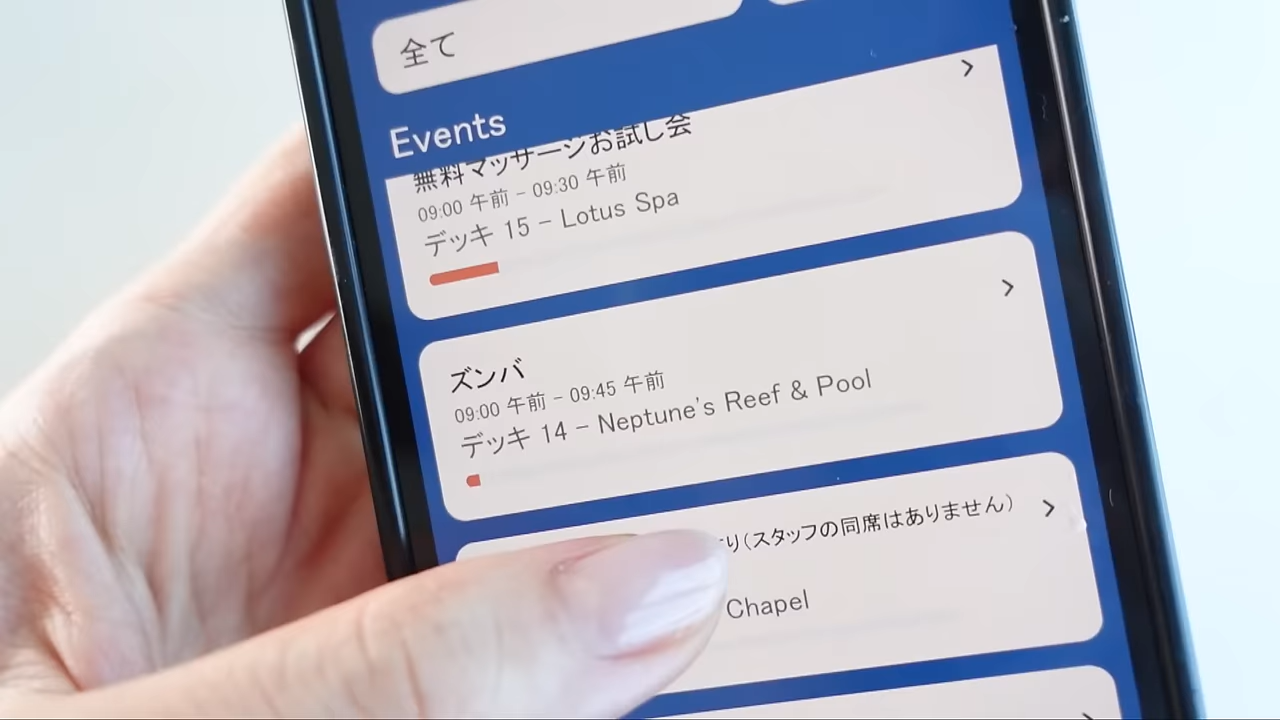 全て
Events
無料マッサージお試し会
09:00 午前 - 09:30 午前
デッキ 15 - Lotus Spa
ズンバ
09:00 午前 - 09:45 午前
デッキ 14 - Neptune's Reef & Pool
り(スタッフの同席はありません)
Chapel